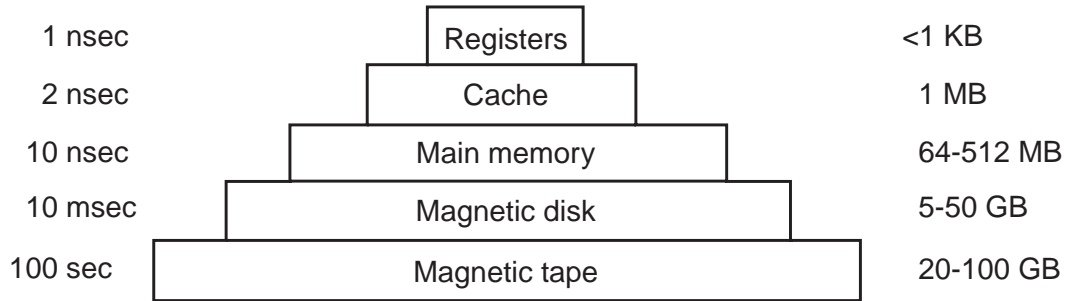 1 nsec Registers <1 KB
2 nsec Cache 1 MB
10 nsec Main memory 64-512 MB
10 msec Magnetic disk 5-50 GB
100 sec Magnetic tape 20-100 GB